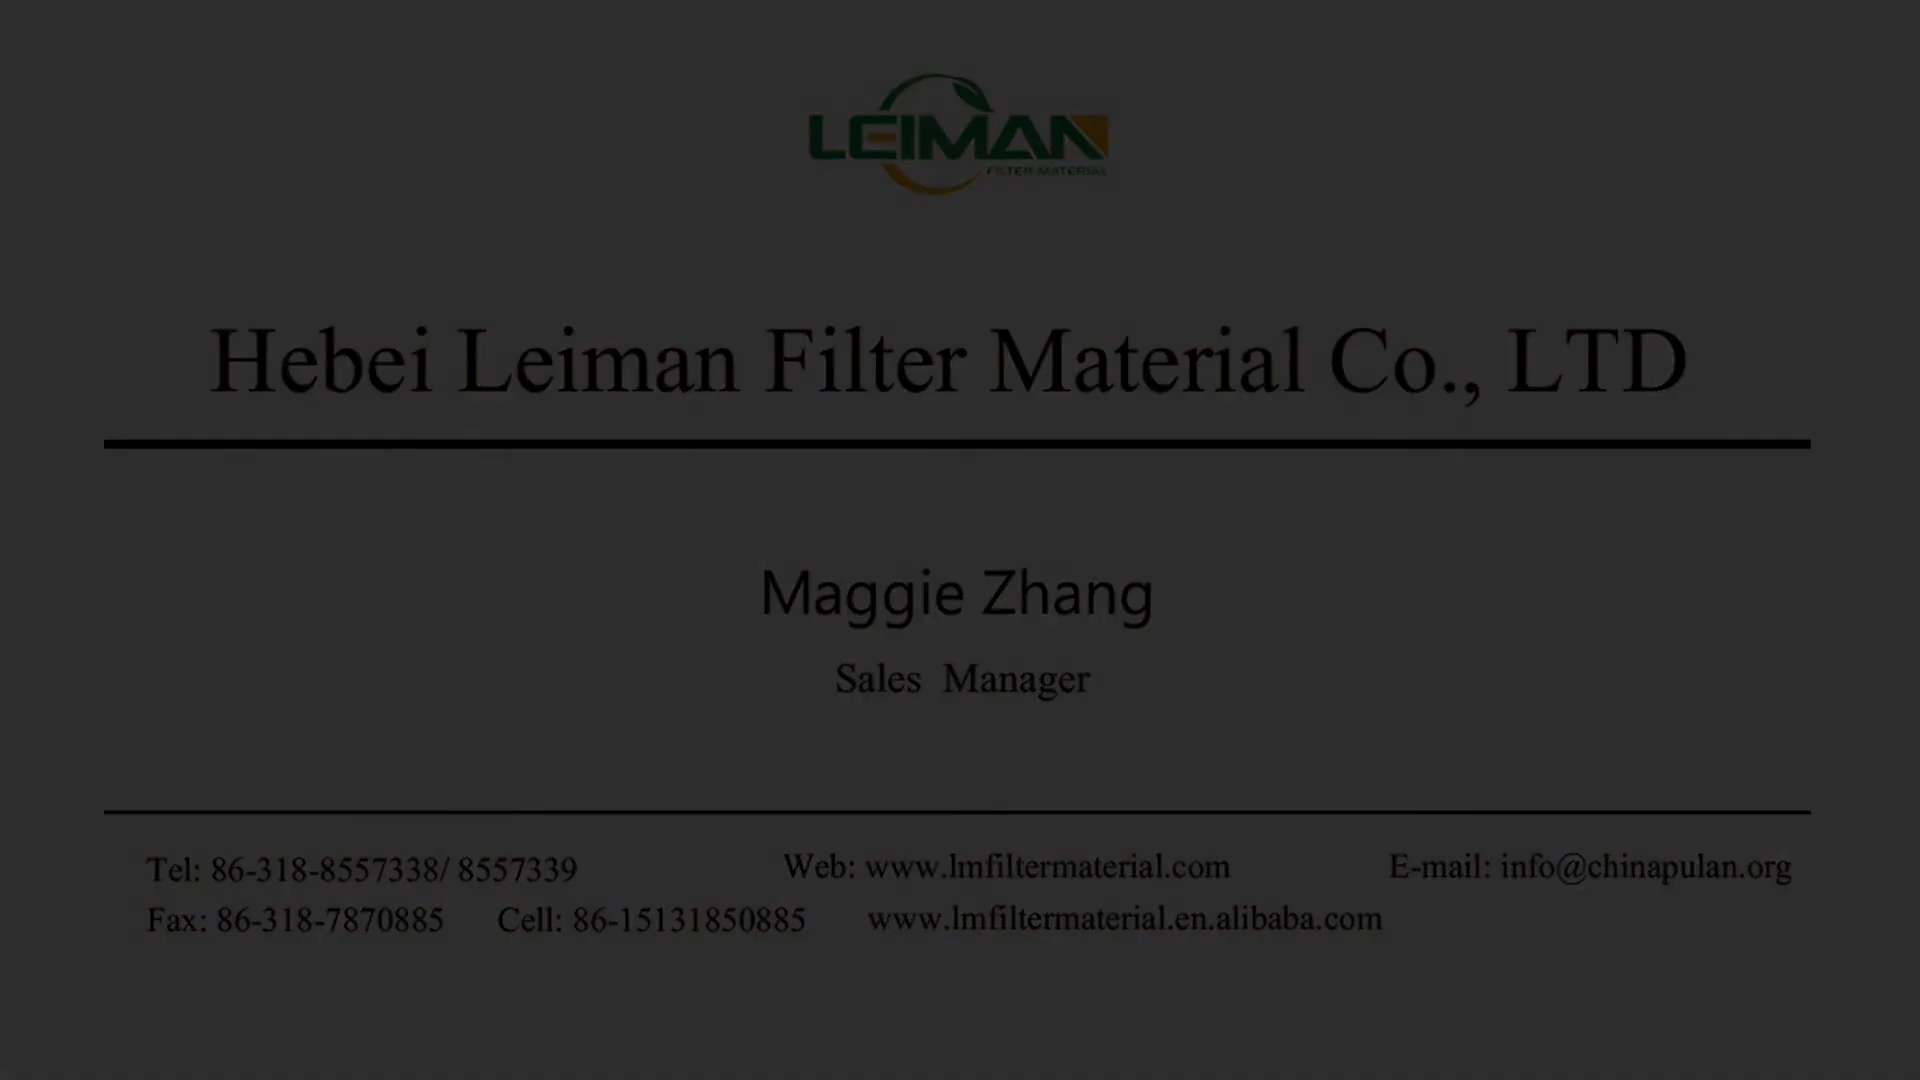 LEIMAN
FILTER MATERIAL
Hebei Leiman Filter Material Co., LTD
Maggie Zhang
Sales Manager
Tel: 86-318-8557338/ 8557339
Web: www.lmfiltermaterial.com
E-mail: info@chinapulan.org
Fax: 86-318-7870885
Cell: 86-15131850885
www.lmfiltermaterial.en.alibaba.com